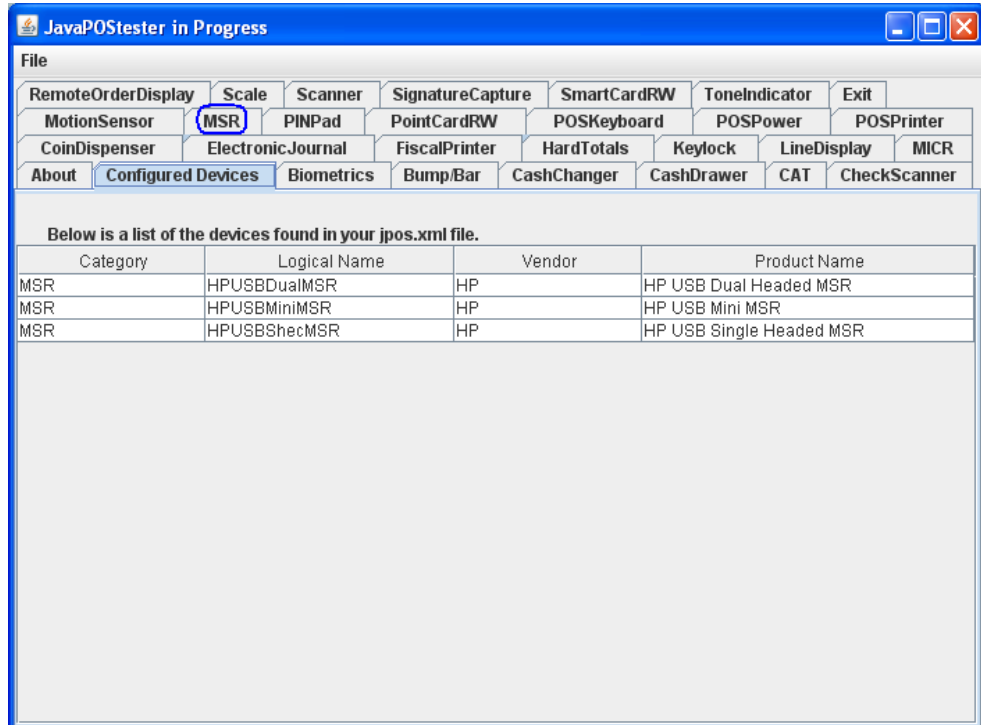 JavaPOStester in Progress
File
RemoteOrderDisplay Scale Scanner SignatureCapture SmartCardRW ToneIndicator Exit
MotionSensor MSR PINPad PointCardRW POSKeyboard POSPower POSPrinter
CoinDispenser ElectronicJournal FiscalPrinter HardTotals Keylock LineDisplay MICR
About Configured Devices Biometrics Bump/Bar CashChanger CashDrawer CAT CheckScanner
Below is a list of the devices found in your jpos.xml file.
Category Logical Name Vendor Product Name
MSR HPUSBDualMSR HP HP USB Dual Headed MSR
MSR HPUSBMiniMSR HP HP USB Mini MSR
MSR HPUSBShecMSR HP HP USB Single Headed MSR